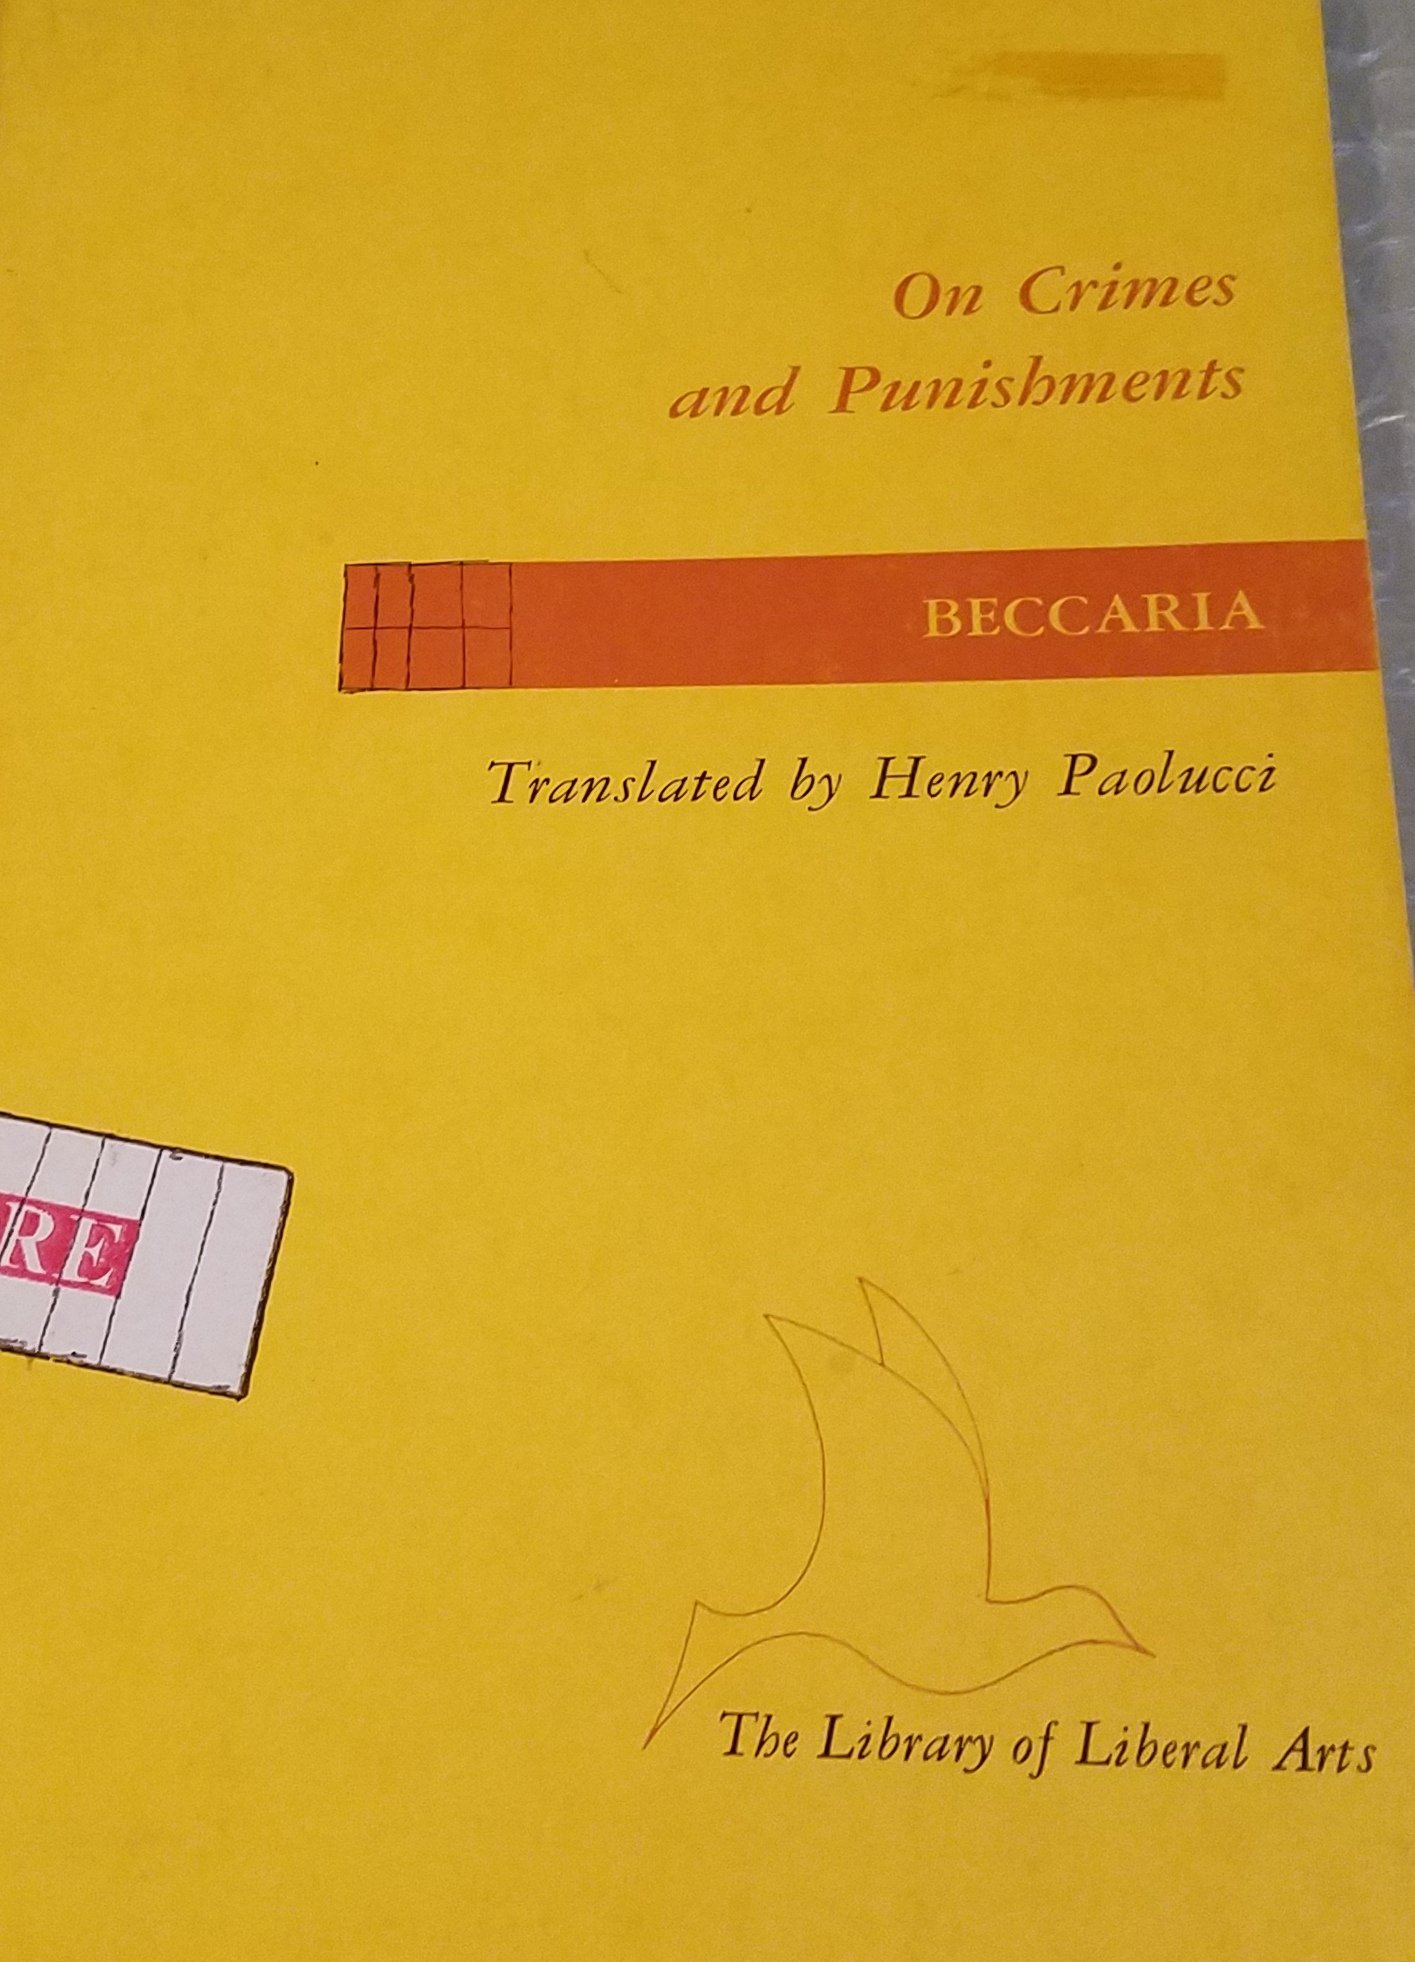 On Crimes
and Punishments
BECCARIA
Translated by Henry Paolucci
RE
The Library of Liberal Arts